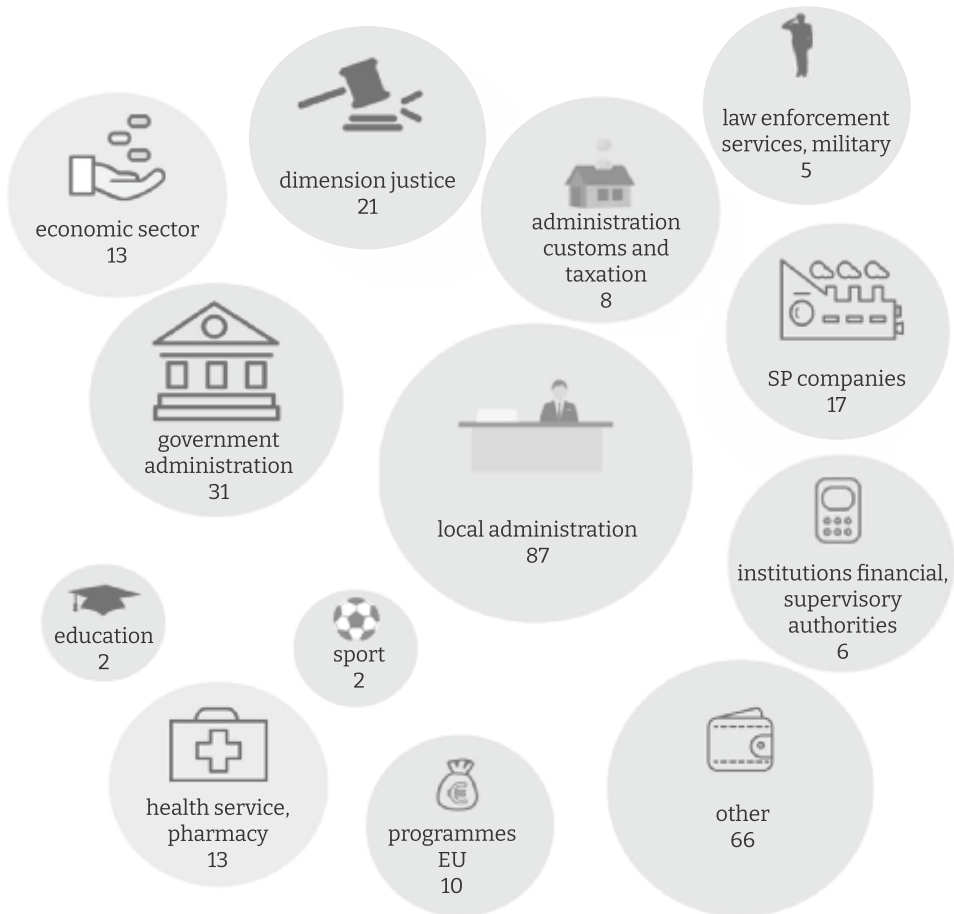 law enforcement
services, military
5
dimension justice
21
economic sector
13
administration
customs and
taxation
8
SP companies
17
government
administration
31
local administration
87
institutions financial,
supervisory
authorities
6
education
2
sport
2
health service,
pharmacy
13
programmes
EU
10
other
66